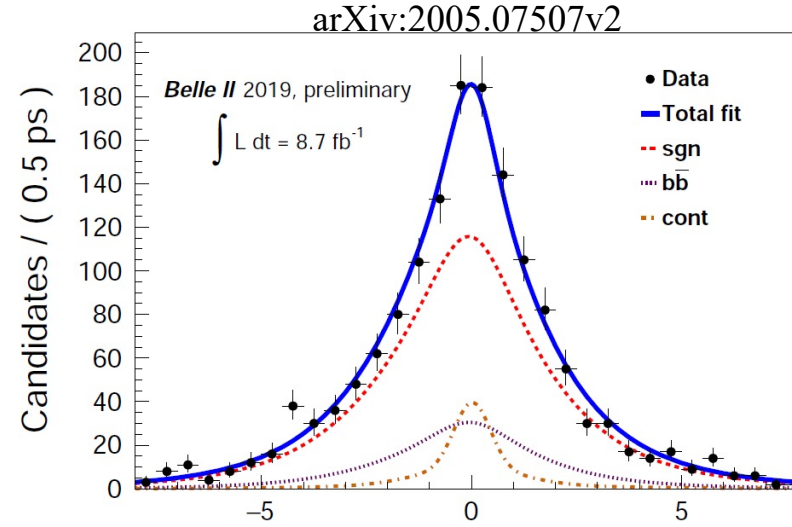 arXiv:2005.07507v2
Candidates / ( 0.5 ps )
200
180
160
140
120
100
80
60
40
20
0
Belle II 2019, preliminary
∫ L dt = 8.7 fb⁻¹
Data
Total fit
sgn
bb̅
cont
−5
0
5